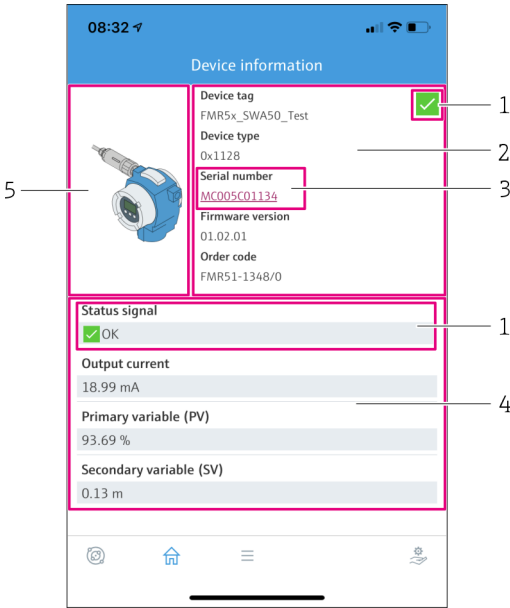 08:32
Device information
Device tag
1
FMR5x_SWA50_Test
Device type
2
0x1128
Serial number
3
5
MC005C01134
Firmware version
01.02.01
Order code
FMR51-1348/0
Status signal
1
OK
Output current
18.99 mA
4
Primary variable (PV)
93.69 %
Secondary variable (SV)
0.13 m